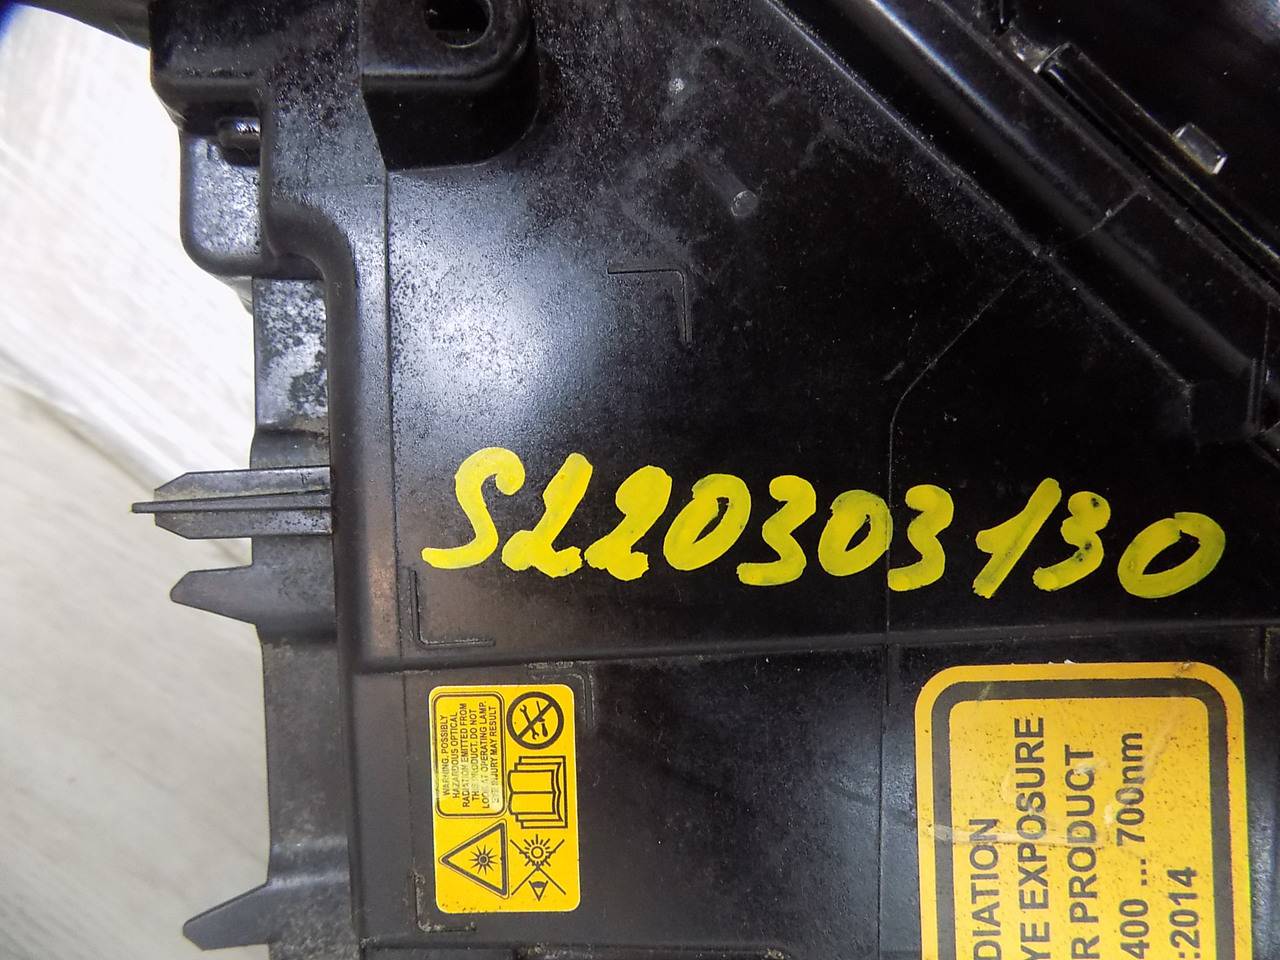 SL20303130
WARNING. POSSIBLY
HAZARDOUS OPTICAL
RADIATION EMITTED FROM
THIS PRODUCT. DO NOT
LOOK AT OPERATING LAMP.
EYE INJURY MAY RESULT
DIATION
YE EXPOSURE
R PRODUCT
400 ... 700nm
:2014